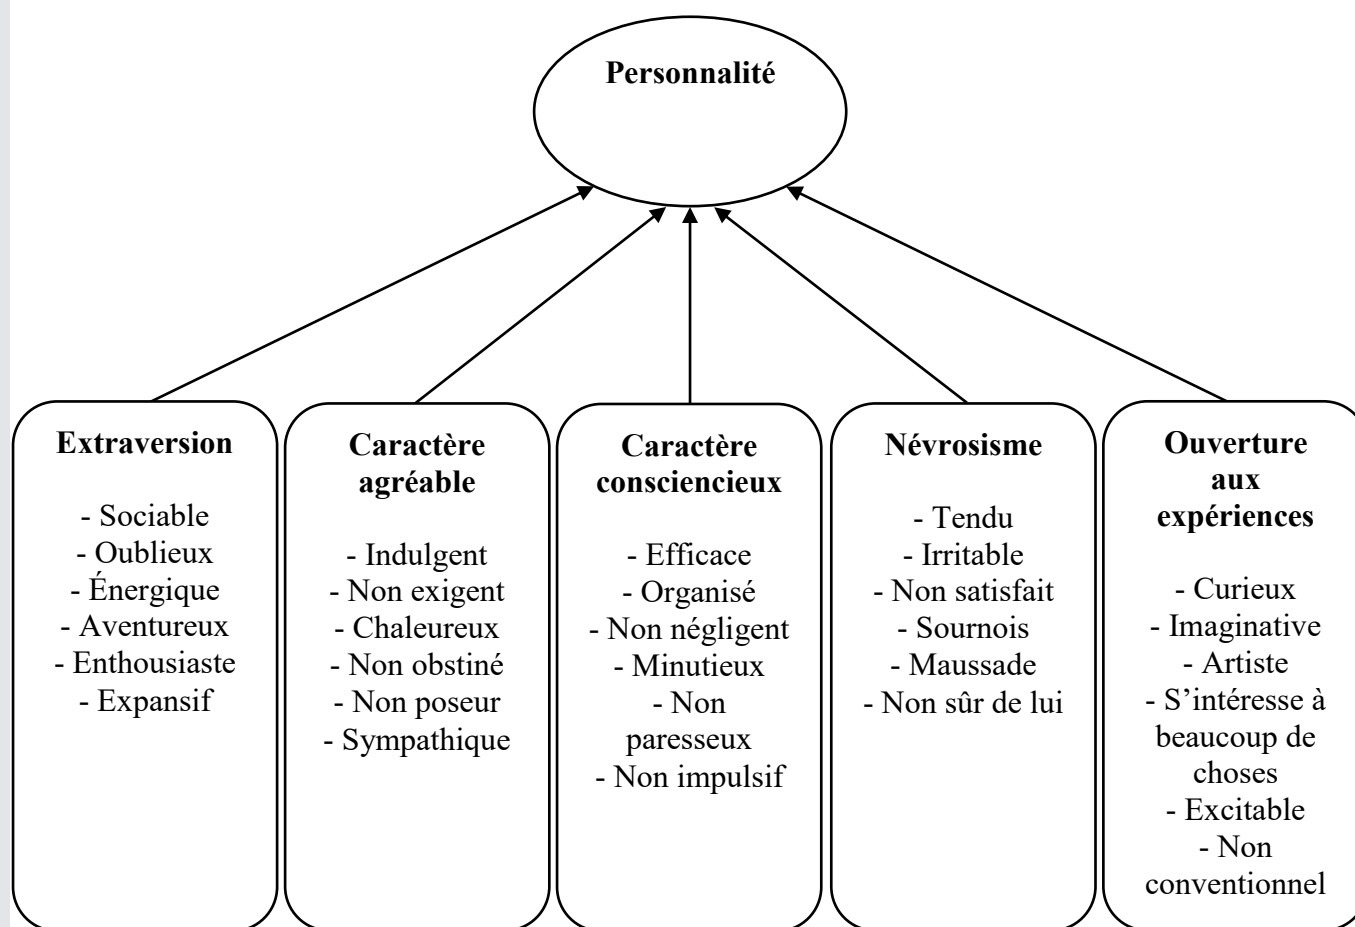 Personnalité
Extraversion
- Sociable
- Oublieux
- Énergique
- Aventureux
- Enthousiaste
- Expansif
Caractère
agréable
- Indulgent
- Non exigent
- Chaleureux
- Non obstiné
- Non poseur
- Sympathique
Caractère
consciencieux
- Efficace
- Organisé
- Non négligent
- Minutieux
- Non
paresseux
- Non impulsif
Névrosisme
- Tendu
- Irritable
- Non satisfait
- Sournois
- Maussade
- Non sûr de lui
Ouverture
aux
expériences
- Curieux
- Imaginative
- Artiste
- S’intéresse à
beaucoup de
choses
- Excitable
- Non
conventionnel